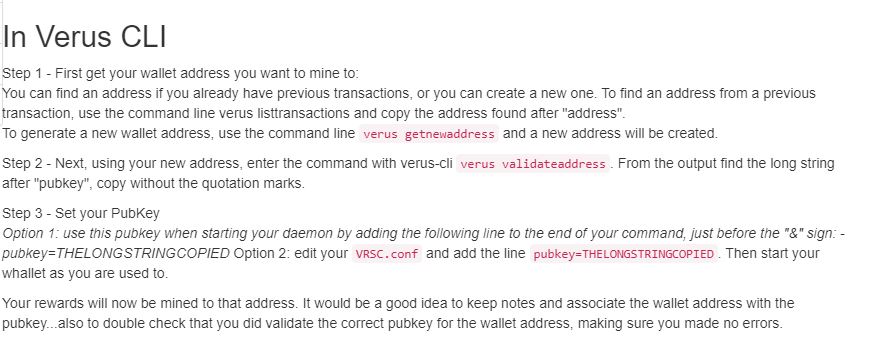 In Verus CLI
Step 1 - First get your wallet address you want to mine to:
You can find an address if you already have previous transactions, or you can create a new one. To find an address from a previous
transaction, use the command line verus listtransactions and copy the address found after "address".
To generate a new wallet address, use the command line verus getnewaddress and a new address will be created.
Step 2 - Next, using your new address, enter the command with verus-cli verus validateaddress. From the output find the long string
after "pubkey", copy without the quotation marks.
Step 3 - Set your PubKey
Option 1: use this pubkey when starting your daemon by adding the following line to the end of your command, just before the "&" sign: -
pubkey=THELONGSTRINGCOPIED Option 2: edit your VRSC.conf and add the line pubkey=THELONGSTRINGCOPIED. Then start your
whallet as you are used to.
Your rewards will now be mined to that address. It would be a good idea to keep notes and associate the wallet address with the
pubkey...also to double check that you did validate the correct pubkey for the wallet address, making sure you made no errors.